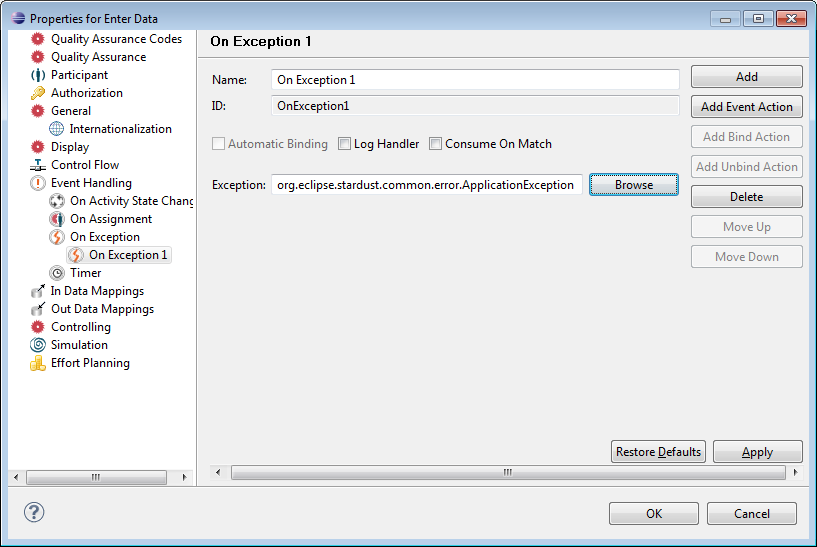 Properties for Enter Data
Quality Assurance Codes
Quality Assurance
Participant
Authorization
General
Internationalization
Display
Control Flow
Event Handling
On Activity State Chang
On Assignment
On Exception
On Exception 1
Timer
In Data Mappings
Out Data Mappings
Controlling
Simulation
Effort Planning
On Exception 1
Name: On Exception 1
ID: OnException1
Automatic Binding Log Handler Consume On Match
Exception: org.eclipse.stardust.common.error.ApplicationException Browse
Add
Add Event Action
Add Bind Action
Add Unbind Action
Delete
Move Up
Move Down
Restore Defaults Apply
OK Cancel